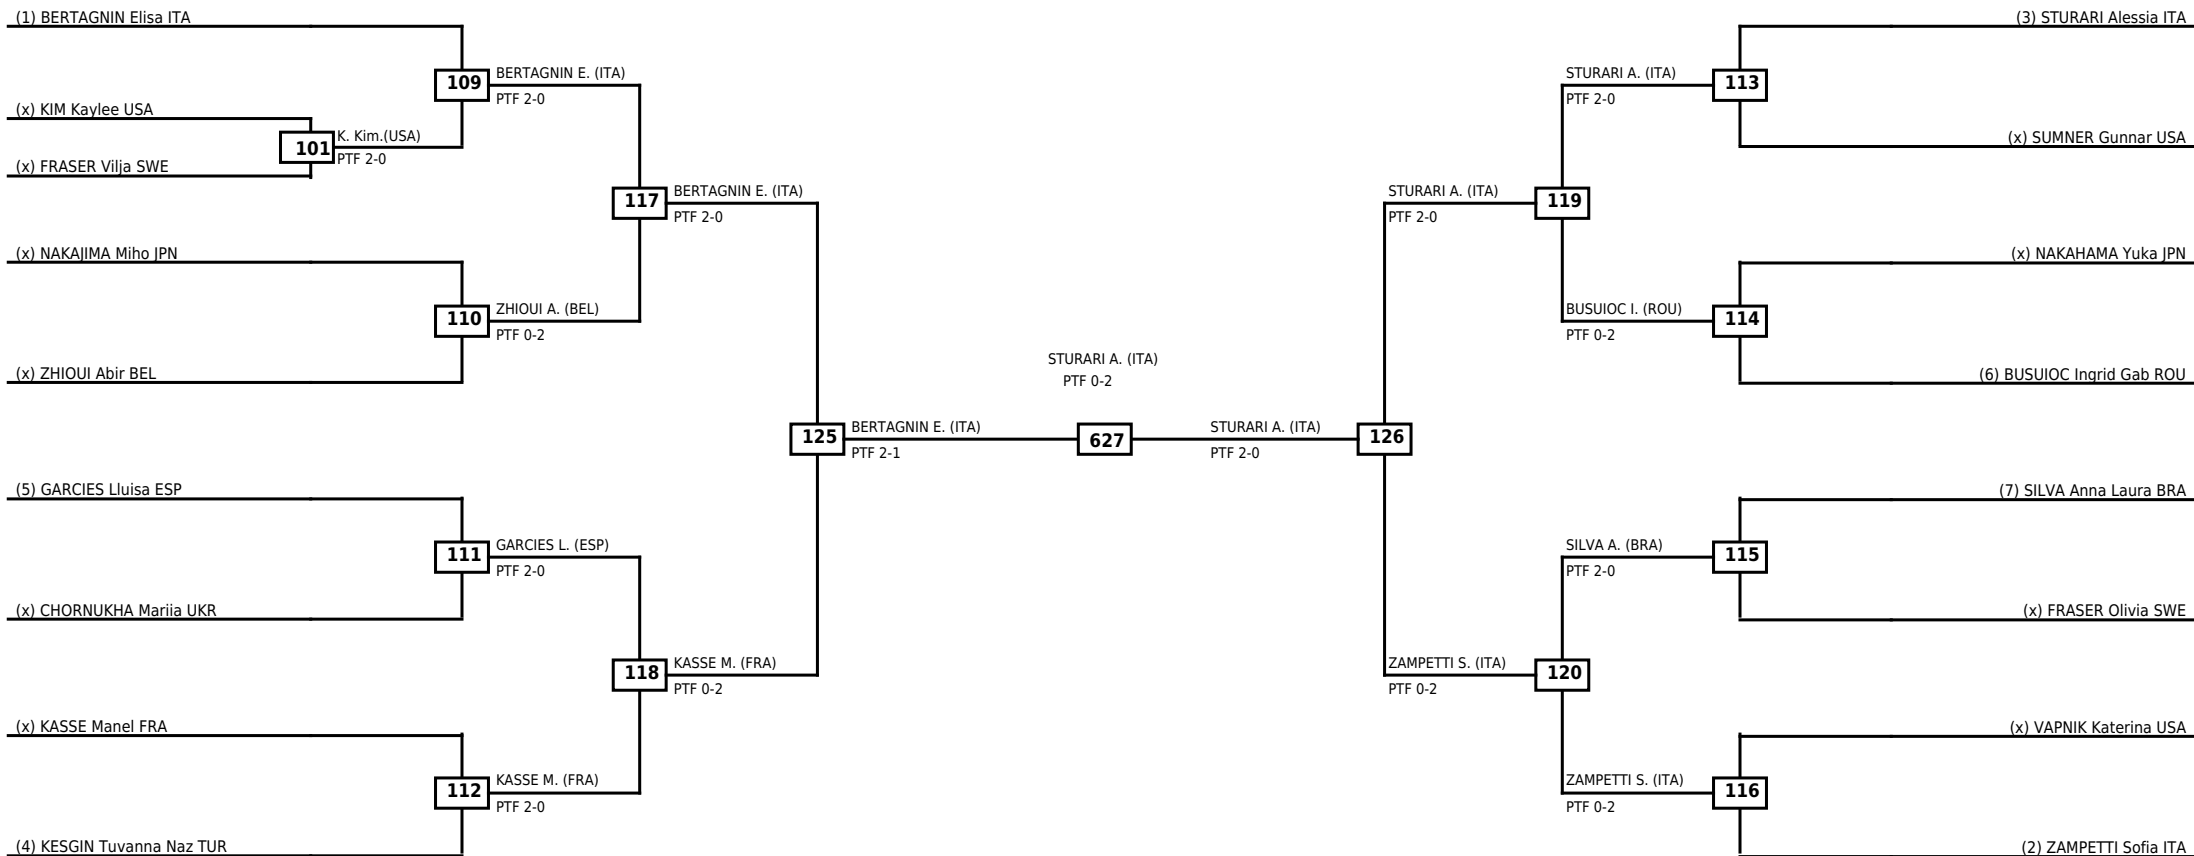 (1) BERTAGNIN Elisa ITA
(3) STURARI Alessia ITA
BERTAGNIN E. (ITA)
109
PTF 2-0
STURARI A. (ITA)
113
PTF 2-0
(x) KIM Kaylee USA
K. Kim.(USA)
101
PTF 2-0
(x) SUMNER Gunnar USA
(x) FRASER Vilja SWE
BERTAGNIN E. (ITA)
117
PTF 2-0
STURARI A. (ITA)
119
PTF 2-0
(x) NAKAJIMA Miho JPN
(x) NAKAHAMA Yuka JPN
ZHIOUI A. (BEL)
110
PTF 0-2
BUSUIOC I. (ROU)
114
PTF 0-2
STURARI A. (ITA)
PTF 0-2
(x) ZHIOUI Abir BEL
(6) BUSUIOC Ingrid Gab ROU
BERTAGNIN E. (ITA)
125
PTF 2-1
627
STURARI A. (ITA)
126
PTF 2-0
(5) GARCIES Lluisa ESP
(7) SILVA Anna Laura BRA
GARCIES L. (ESP)
111
PTF 2-0
SILVA A. (BRA)
115
PTF 2-0
(x) CHORNUKHA Mariia UKR
(x) FRASER Olivia SWE
KASSE M. (FRA)
118
PTF 0-2
ZAMPETTI S. (ITA)
120
PTF 0-2
(x) KASSE Manel FRA
(x) VAPNIK Katerina USA
KASSE M. (FRA)
112
PTF 2-0
ZAMPETTI S. (ITA)
116
PTF 0-2
(4) KESGIN Tuvanna Naz TUR
(2) ZAMPETTI Sofia ITA